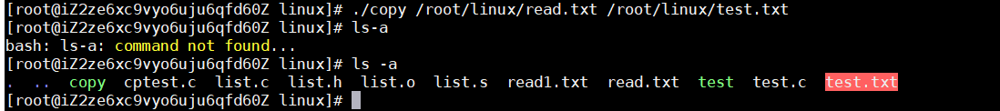 [root@iZ2ze6xc9vyo6uju6qfd60Z linux]# ./copy /root/linux/read.txt /root/linux/test.txt
[root@iZ2ze6xc9vyo6uju6qfd60Z linux]# ls-a
bash: ls-a: command not found...
[root@iZ2ze6xc9vyo6uju6qfd60Z linux]# ls -a
.  ..  copy  cptest.c  list.c  list.h  list.o  list.s  read1.txt  read.txt  test  test.c  test.txt
[root@iZ2ze6xc9vyo6uju6qfd60Z linux]#